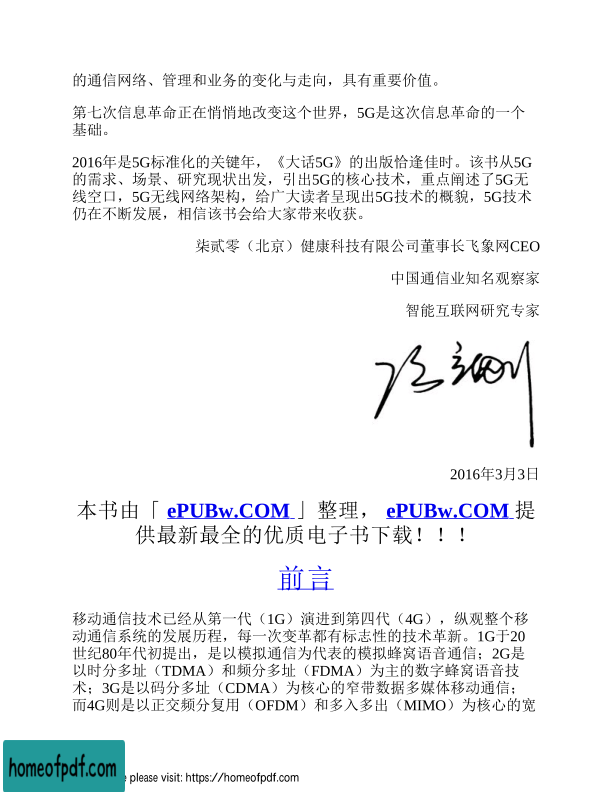 的通信网络、管理和业务的变化与走向，具有重要价值。
第七次信息革命正在悄悄地改变这个世界，5G是这次信息革命的一个
基础。
2016年是5G标准化的关键年，《大话5G》的出版恰逢佳时。该书从5G
的需求、场景、研究现状出发，引出5G的核心技术，重点阐述了5G无
线空口，5G无线网络架构，给广大读者呈现出5G技术的概貌，5G技术
仍在不断发展，相信该书会给大家带来收获。
柒贰零（北京）健康科技有限公司董事长飞象网CEO
中国通信业知名观察家
智能互联网研究专家
项立刚
2016年3月3日
本书由「 ePUBw.COM 」整理， ePUBw.COM 提
供最新最全的优质电子书下载！！！
前言
移动通信技术已经从第一代（1G）演进到第四代（4G），纵观整个移
动通信系统的发展历程，每一次变革都有标志性的技术革新。1G于20
世纪80年代初提出，是以模拟通信为代表的模拟蜂窝语音通信；2G是
以时分多址（TDMA）和频分多址（FDMA）为主的数字蜂窝语音技
术；3G是以码分多址（CDMA）为核心的窄带数据多媒体移动通信；
而4G则是以正交频分复用（OFDM）和多入多出（MIMO）为核心的宽
homeofpdf.com
e please visit: https://homeofpdf.com